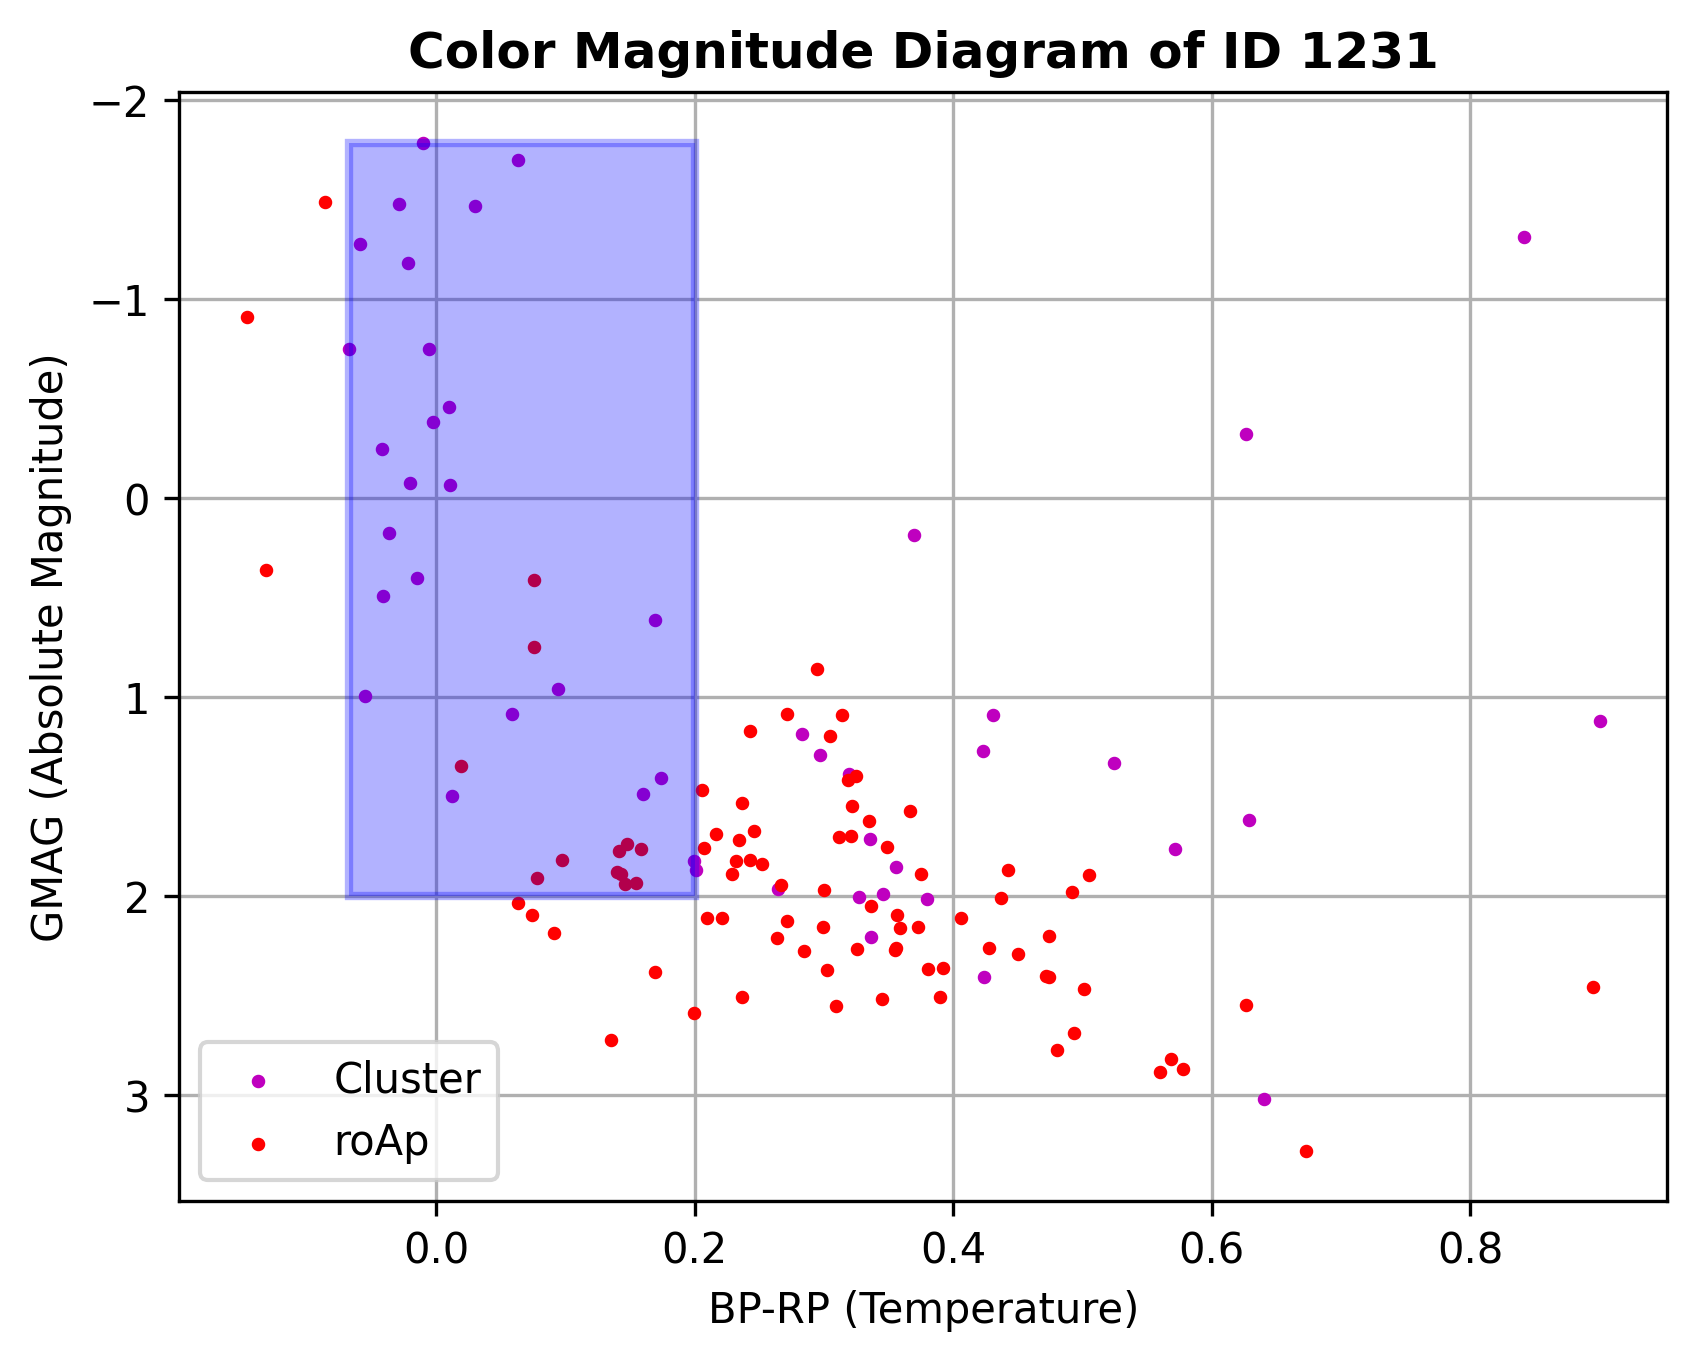 Color Magnitude Diagram of ID 1231
−2
−1
0
1
2
3
GMAG (Absolute Magnitude)
Cluster
roAp
0.0 0.2 0.4 0.6 0.8
BP-RP (Temperature)